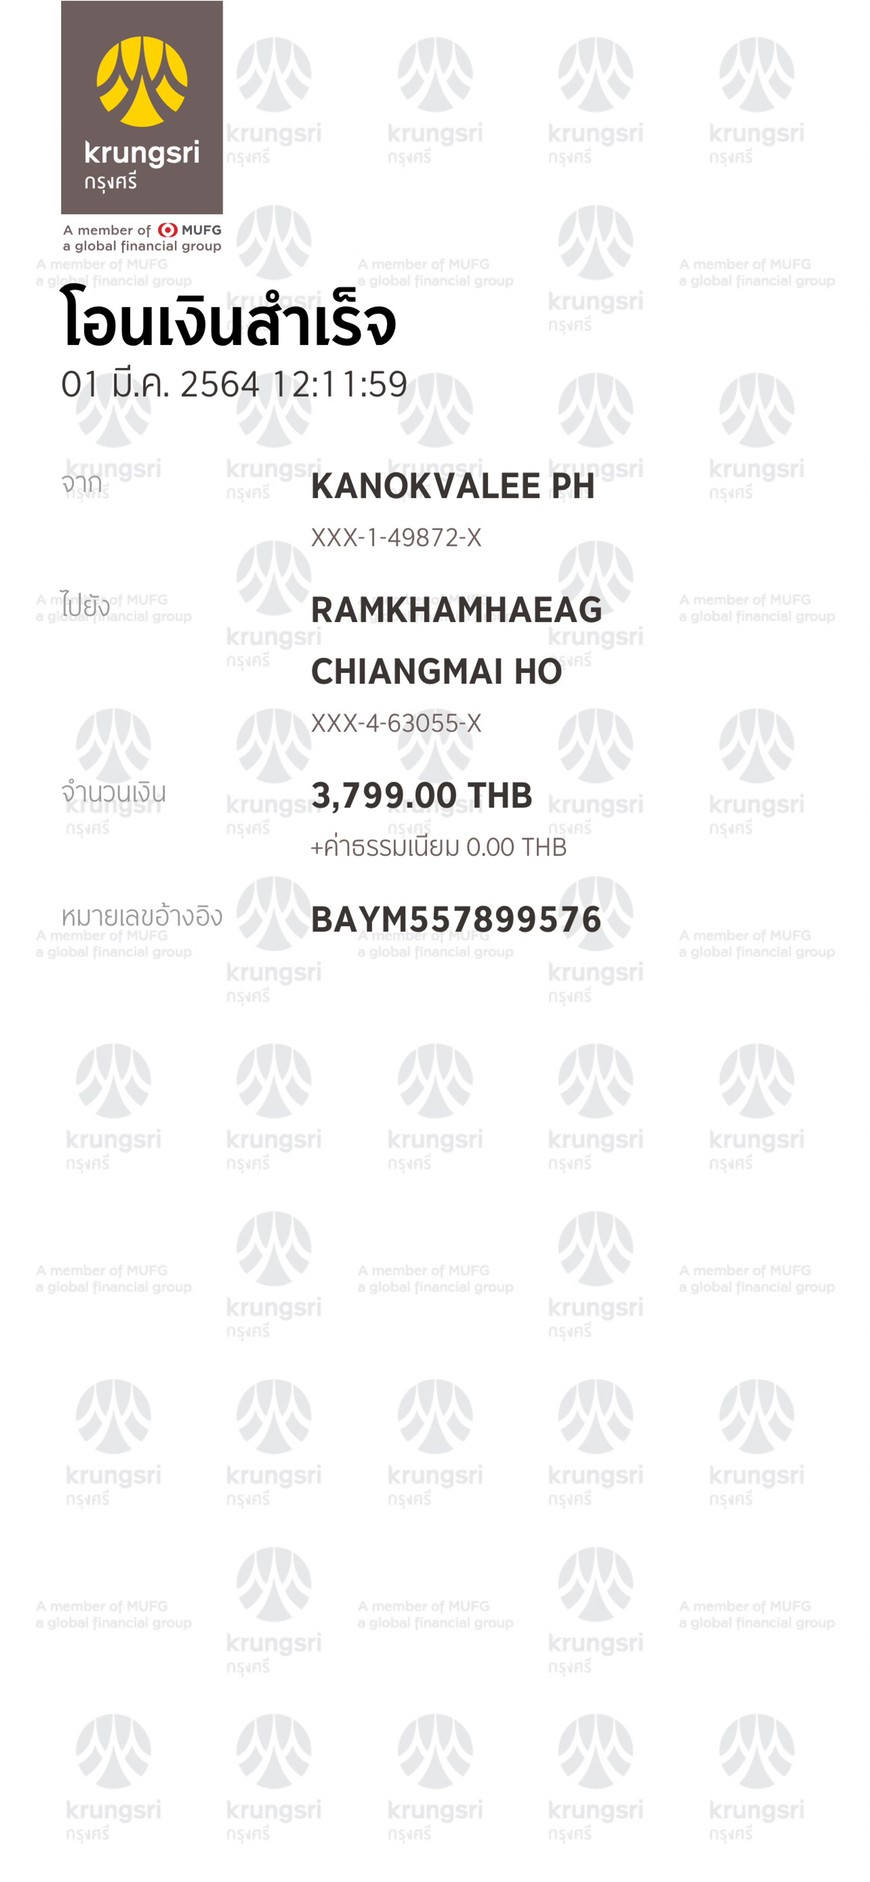 krungsri
กรุงศรี
A member of MUFG
a global financial group
โอนเงินสำเร็จ
01 มี.ค. 2564 12:11:59
จาก
KANOKVALEE PH
XXX-1-49872-X
ไปยัง
RAMKHAMHAEAG
CHIANGMAI HO
XXX-4-63055-X
จำนวนเงิน
3,799.00 THB
+ค่าธรรมเนียม 0.00 THB
หมายเลขอ้างอิง
BAYM557899576